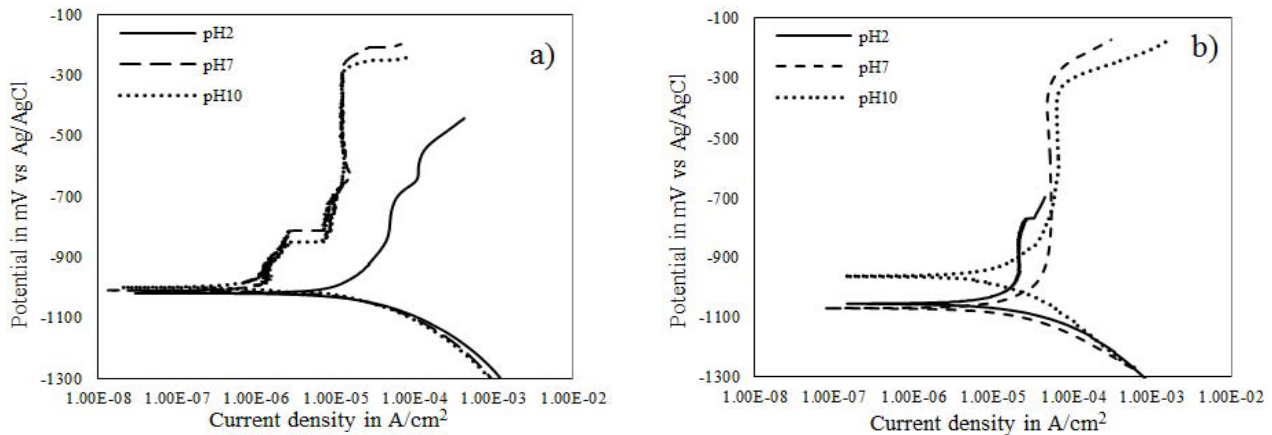 -100
-300
-500
-700
-900
-1100
-1300
Potential in mV vs Ag/AgCl
pH2
pH7
pH10
a)
1.00E-08 1.00E-07 1.00E-06 1.00E-05 1.00E-04 1.00E-03 1.00E-02
Current density in A/cm²
-100
-300
-500
-700
-900
-1100
-1300
Potential in mV vs Ag/AgCl
pH2
pH7
pH10
b)
1.00E-08 1.00E-07 1.00E-06 1.00E-05 1.00E-04 1.00E-03 1.00E-02
Current density in A/cm²